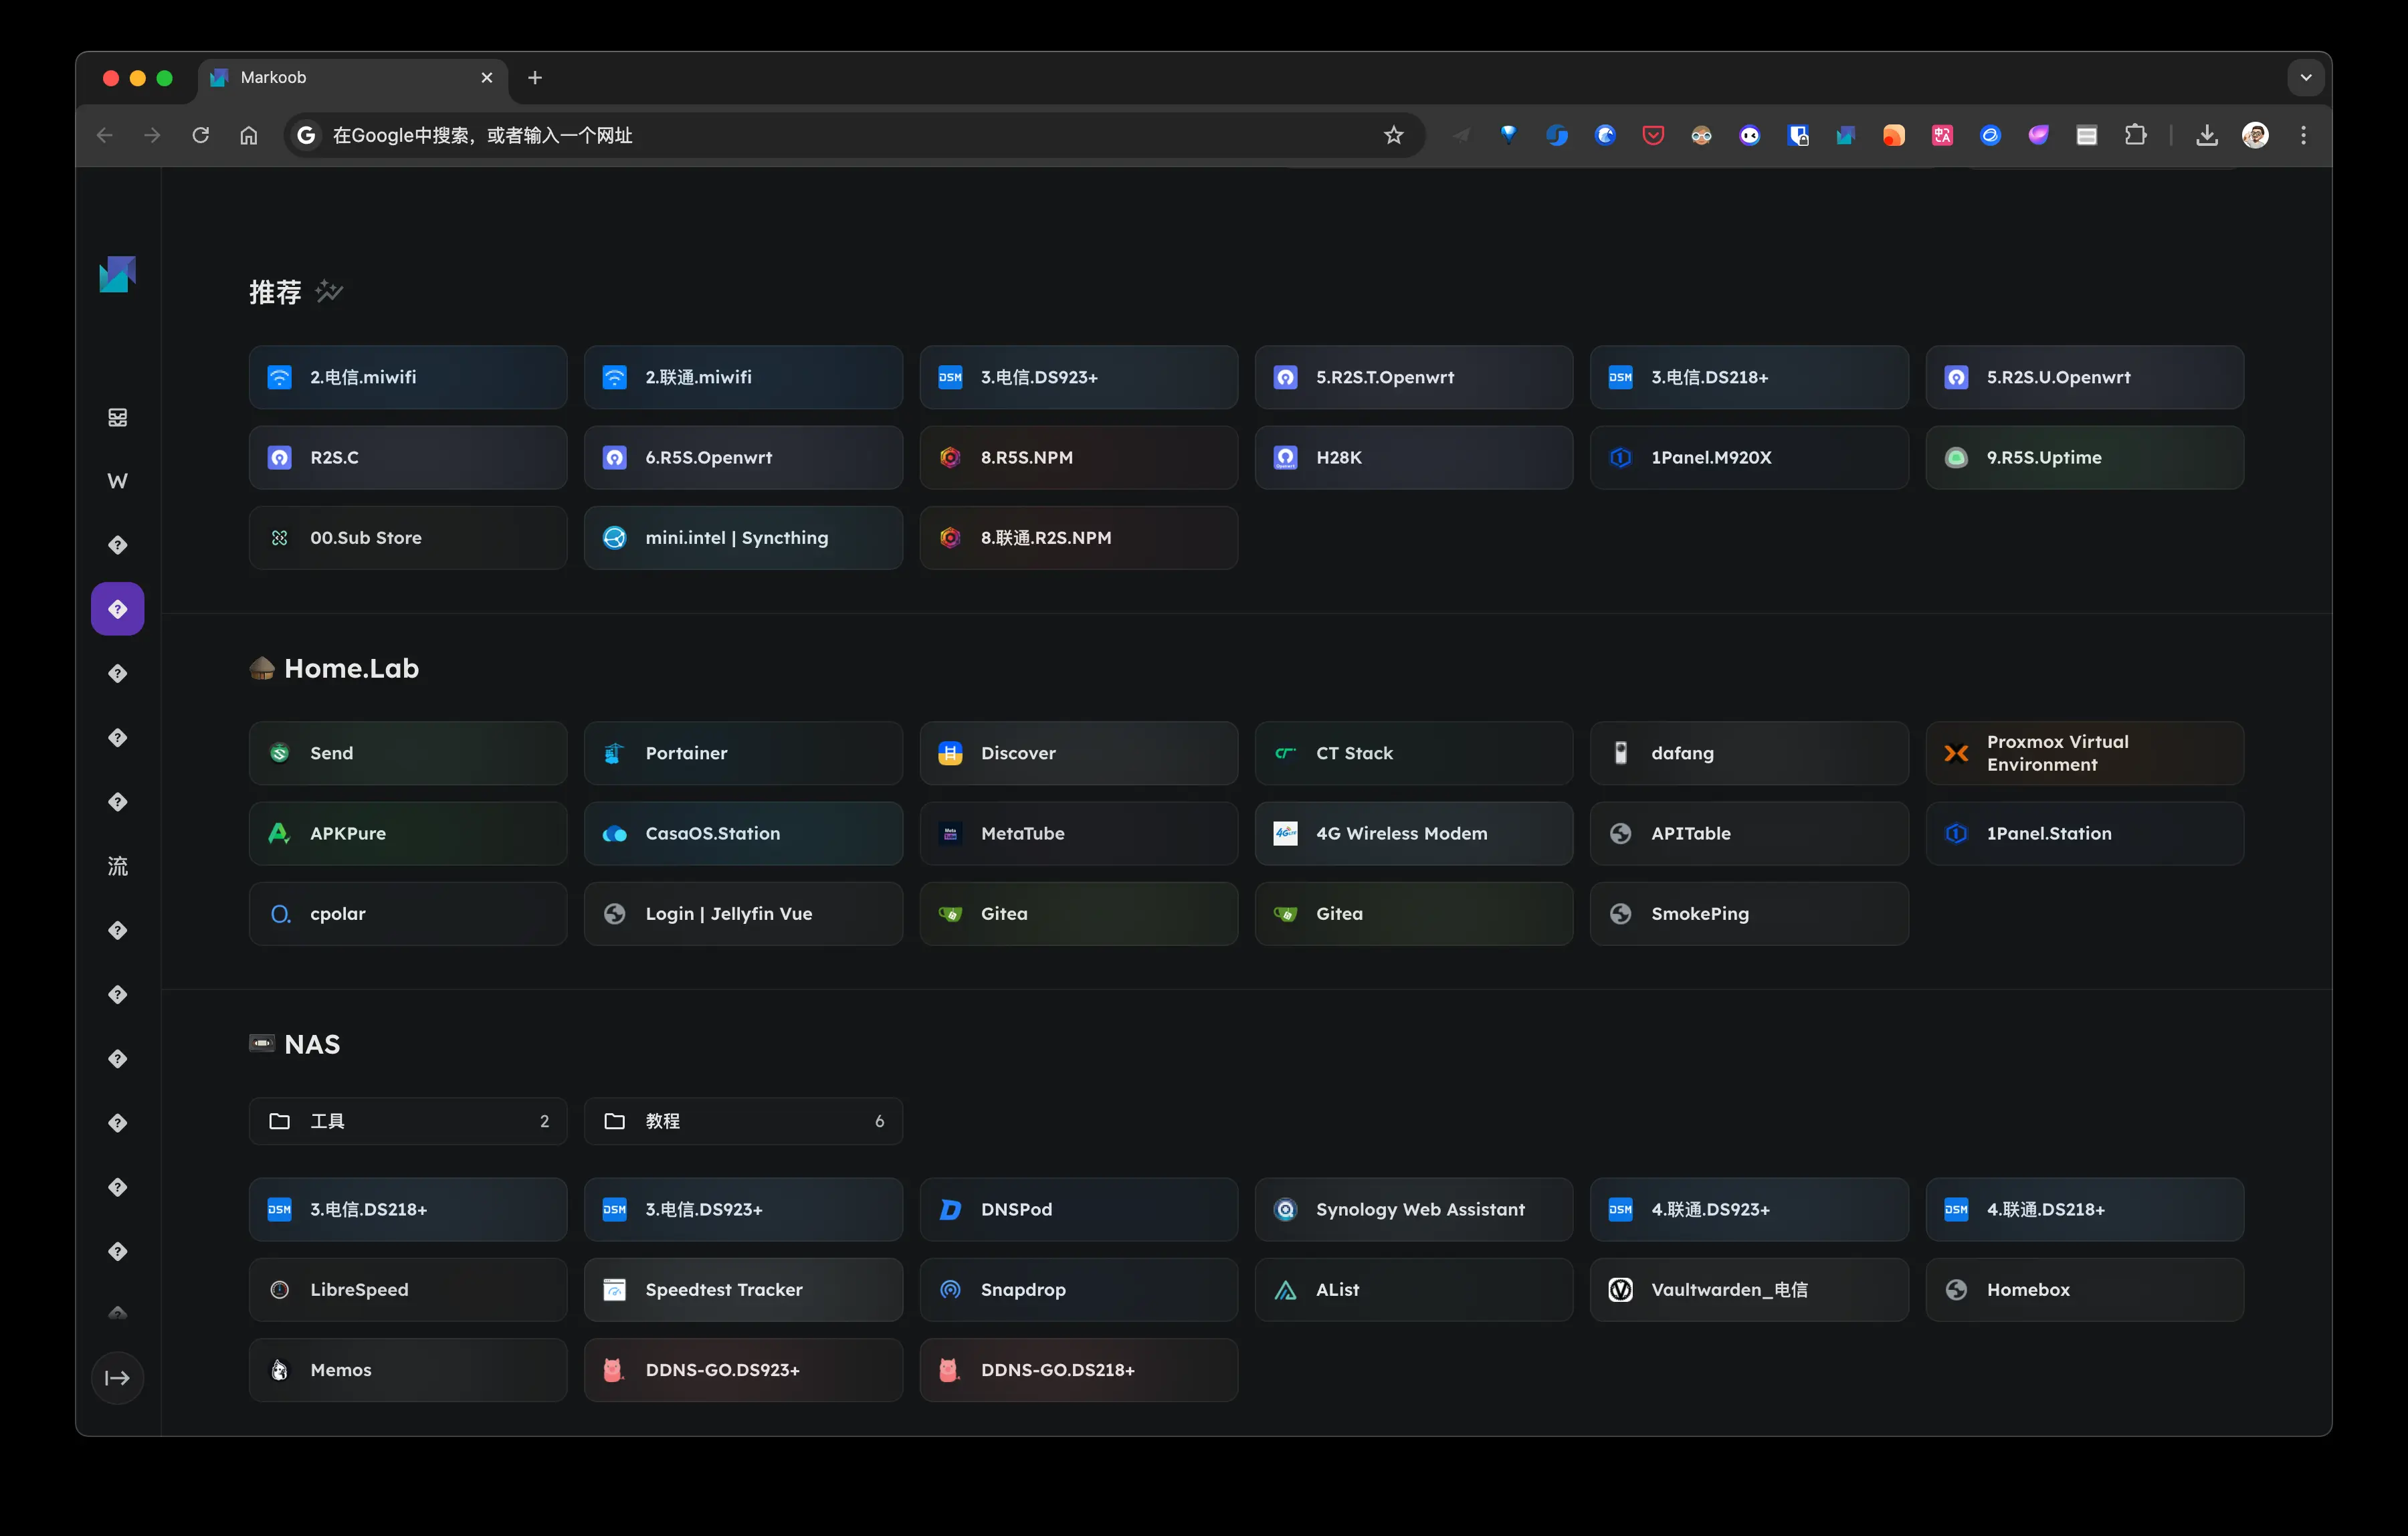 Markoob
在Google中搜索，或者输入一个网址
推荐
2.电信.miwifi
2.联通.miwifi
DSM
3.电信.DS923+
5.R2S.T.Openwrt
DSM
3.电信.DS218+
5.R2S.U.Openwrt
W
R2S.C
6.R5S.Openwrt
8.R5S.NPM
H28K
1Panel.M920X
9.R5S.Uptime
00.Sub Store
mini.intel | Syncthing
8.联通.R2S.NPM
Home.Lab
Send
Portainer
Discover
CT Stack
dafang
Proxmox Virtual
Environment
APKPure
CasaOS.Station
MetaTube
4G Wireless Modem
APITable
1Panel.Station
流
cpolar
Login | Jellyfin Vue
Gitea
Gitea
SmokePing
NAS
工具
2
教程
6
DSM
3.电信.DS218+
DSM
3.电信.DS923+
DNSPod
Synology Web Assistant
DSM
4.联通.DS923+
DSM
4.联通.DS218+
LibreSpeed
Speedtest Tracker
Snapdrop
AList
Vaultwarden_电信
Homebox
Memos
DDNS-GO.DS923+
DDNS-GO.DS218+